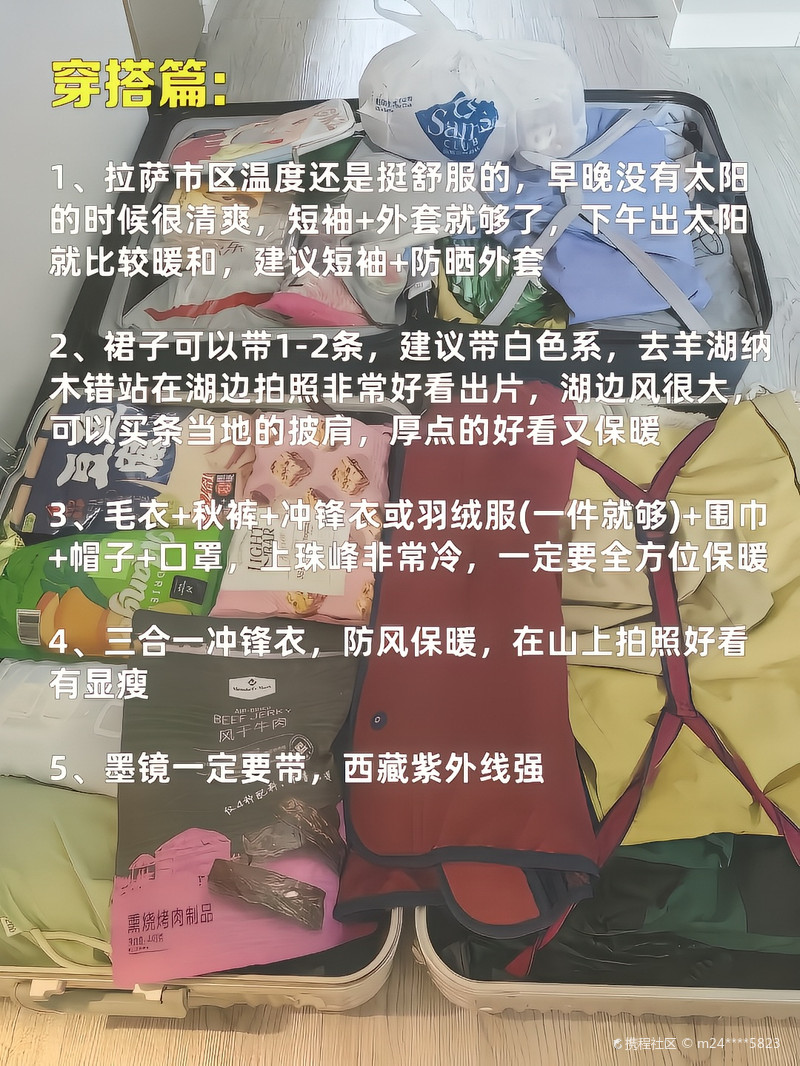 穿搭篇:
1、拉萨市区温度还是挺舒服的，早晚没有太阳
的时候很清爽，短袖+外套就够了，下午出太阳
就比较暖和，建议短袖+防晒外套
2、裙子可以带1-2条，建议带白色系，去羊湖纳
木错站在湖边拍照非常好看出片，湖边风很大，
可以买条当地的披肩，厚点的好看又保暖
3、毛衣+秋裤+冲锋衣或羽绒服(一件就够)+围巾
+帽子+口罩，上珠峰非常冷，一定要全方位保暖
4、三合一冲锋衣，防风保暖，在山上拍照好看
有显瘦
5、墨镜一定要带，西藏紫外线强
Sam
CLUB
LIGHT
DRIED
AIR-DRIED
BEEF JERKY
风干牛肉
熏烧烤肉制品
携程社区 © m24****5823